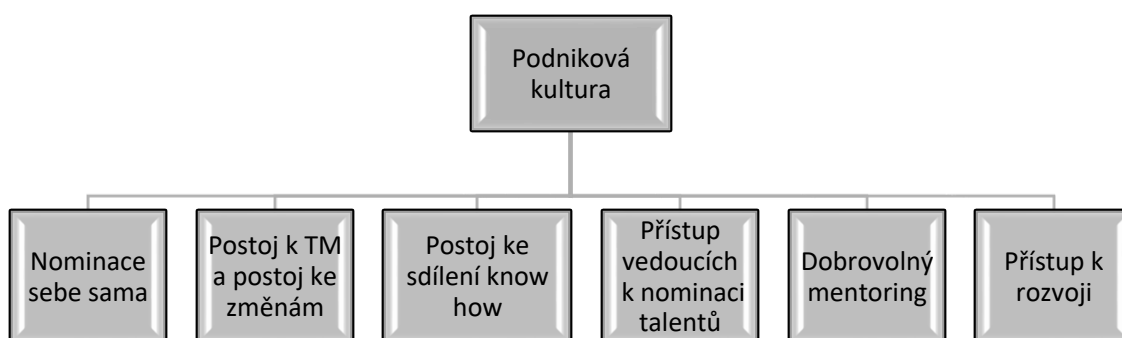 Podniková
kultura
Nominace
sebe sama
Postoj k TM
a postoj ke
změnám
Postoj ke
sdílení know
how
Přístup
vedoucích
k nominaci
talentů
Dobrovolný
mentoring
Přístup k
rozvoji